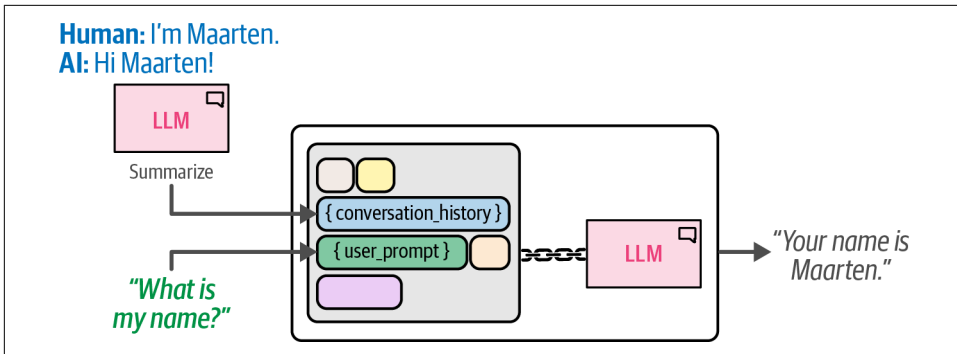 Human: I'm Maarten.
AI: Hi Maarten!
LLM
Summarize
{ conversation_history }
{ user_prompt }
"What is
my name?"
LLM
"Your name is
Maarten."